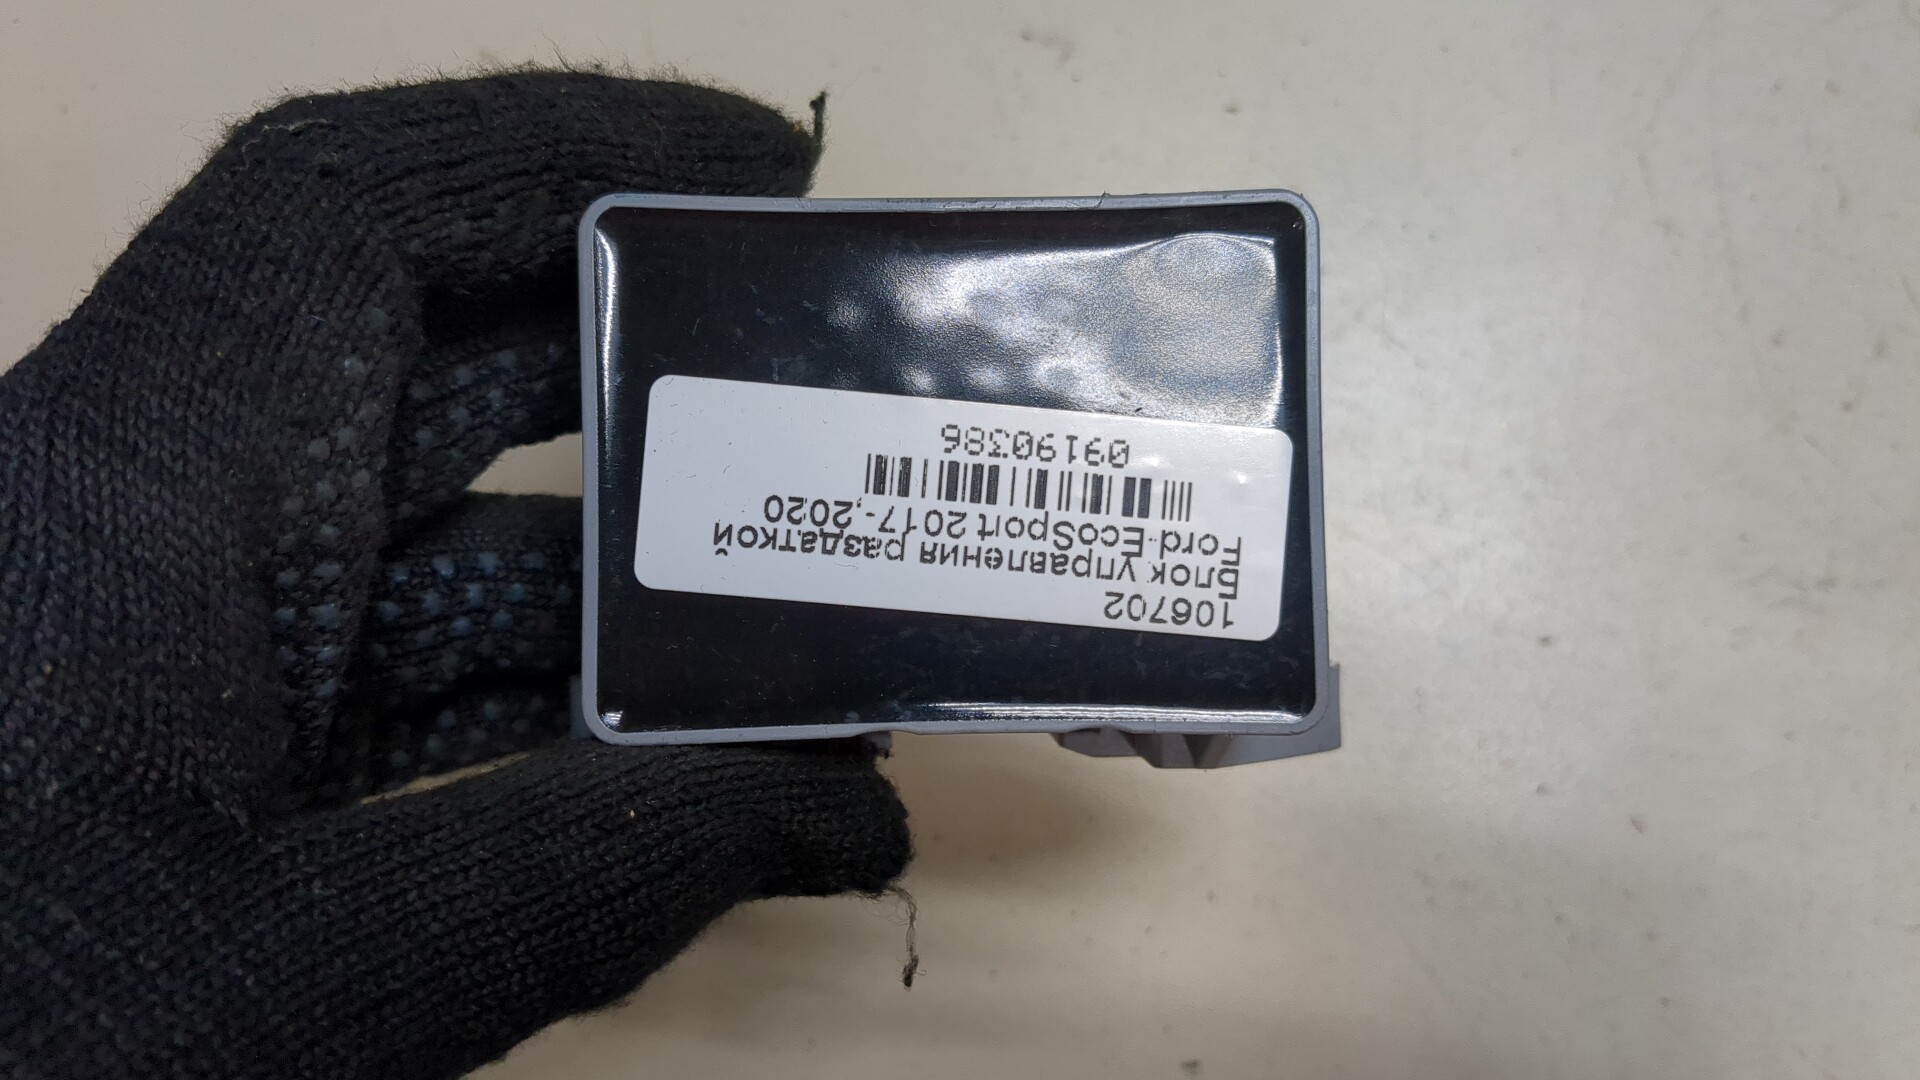 106702
Блок управления раздаткой
Ford EcoSport 2017-,2020
09190386